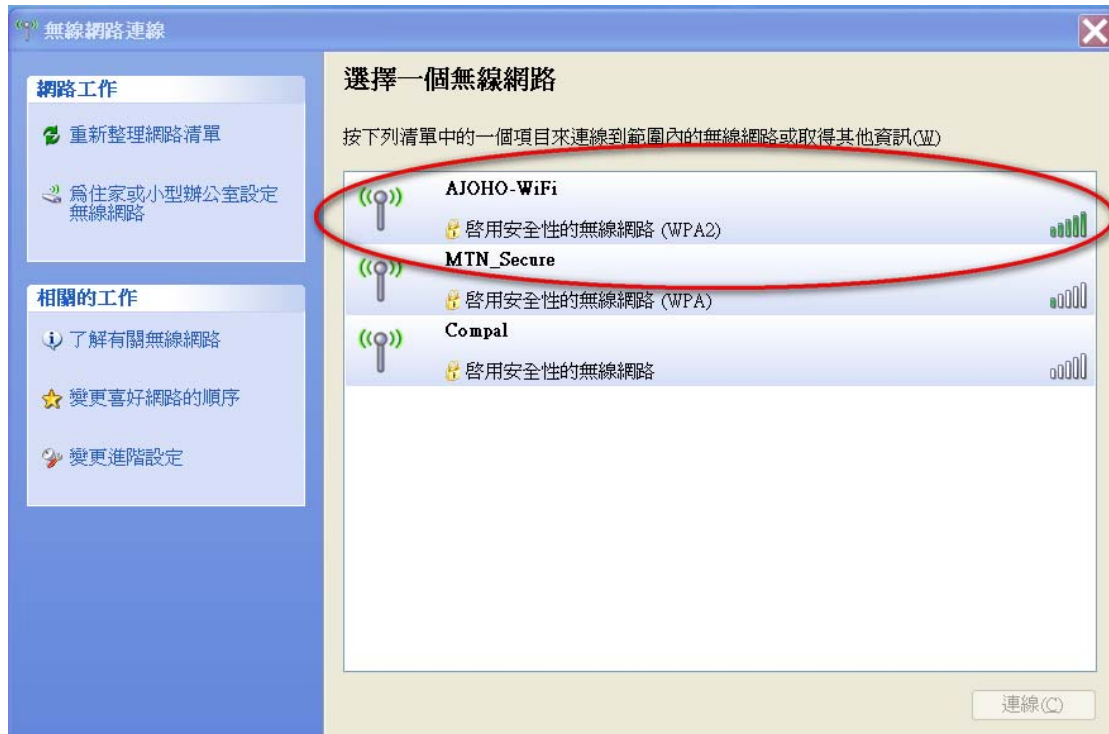 無線網路連線
網路工作
重新整理網路清單
為住家或小型辦公室設定
無線網路
相關的工作
了解有關無線網路
變更喜好網路的順序
變更進階設定
選擇一個無線網路
按下列清單中的一個項目來連線到範圍內的無線網路或取得其他資訊(W)
AJOHO-WiFi
啓用安全性的無線網路 (WPA2)
MTN_Secure
啓用安全性的無線網路 (WPA)
Compal
啓用安全性的無線網路
連線(C)